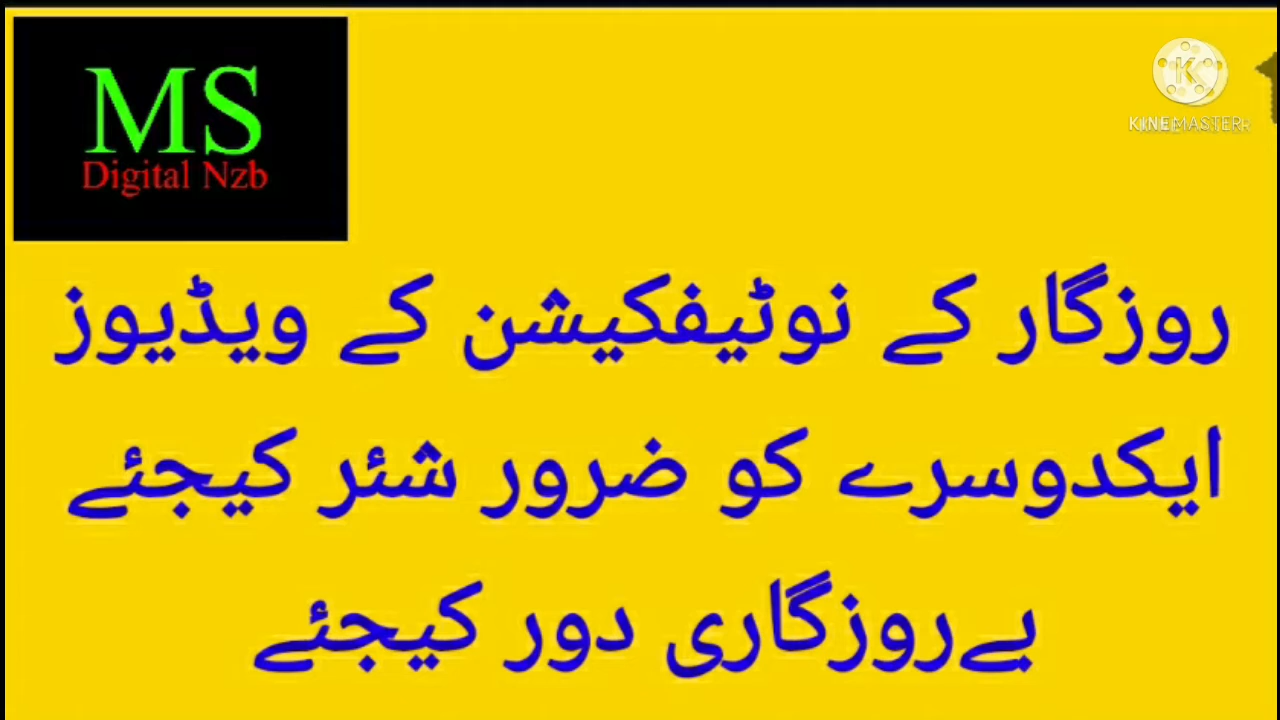 MS
Digital Nzb
KINEMASTER
روزگار کے نوٹیفکیشن کے ویڈیوز
ایکدوسرے کو ضرور شئر کیجئے
بےروزگاری دور کیجئے